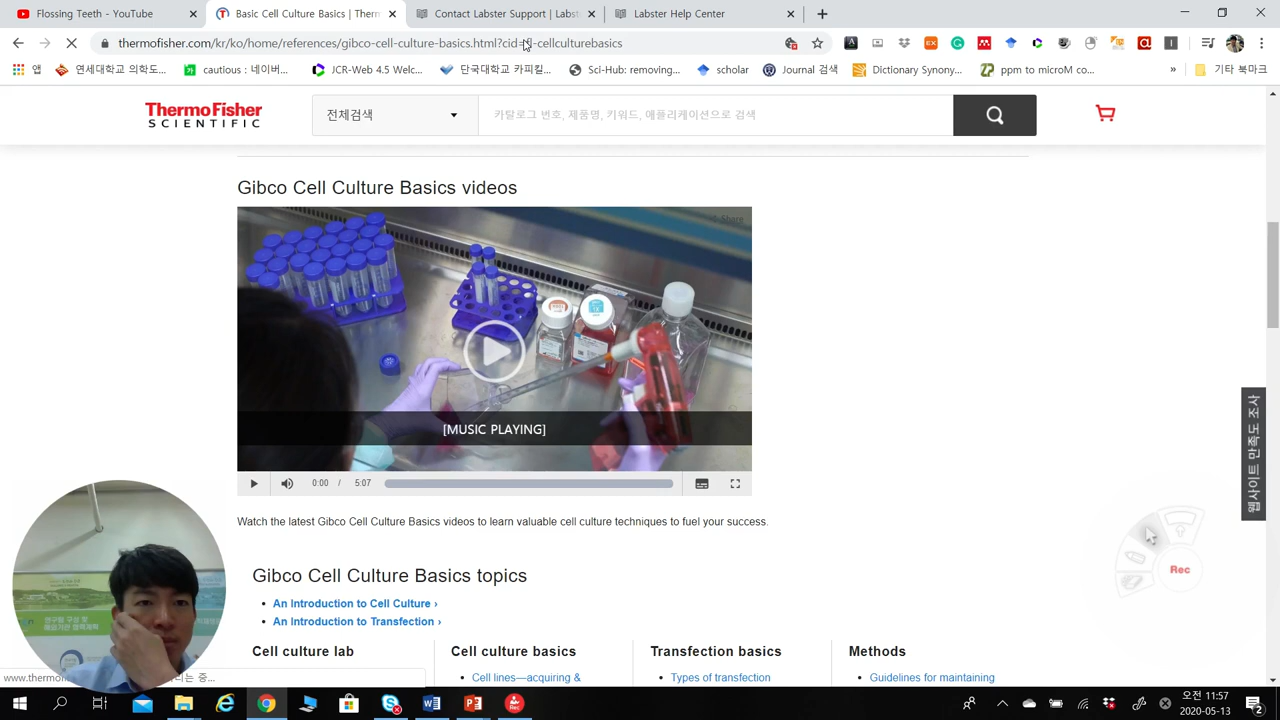 Flossing Teeth - YouTube
Basic Cell Culture Basics | Therm
Contact Labster Support | Labst
Labster Help Center
thermofisher.com/kr/ko/home/references/gibco-cell-culture-basics.html?cid=fl-cellculturebasics
앱
연세대학교 의학도...
cautious : 네이버...
JCR-Web 4.5 Welc...
단국대학교 카피킬...
Sci-Hub: removing...
scholar
Journal 검색
Dictionary Synony...
ppm to microM co...
»
기타 북마크
ThermoFisher
SCIENTIFIC
전체검색
카탈로그 번호, 제품명, 키워드, 애플리케이션으로 검색
Gibco Cell Culture Basics videos
Share
[MUSIC PLAYING]
0:00 / 5:07
웹사이트 만족도 조사
Watch the latest Gibco Cell Culture Basics videos to learn valuable cell culture techniques to fuel your success.
Rec
Gibco Cell Culture Basics topics
• An Introduction to Cell Culture ›
• An Introduction to Transfection ›
Cell culture lab
Cell culture basics
Transfection basics
Methods
• Cell lines—acquiring &
• Types of transfection
• Guidelines for maintaining
www.thermo
오전 11:57
2020-05-13
2